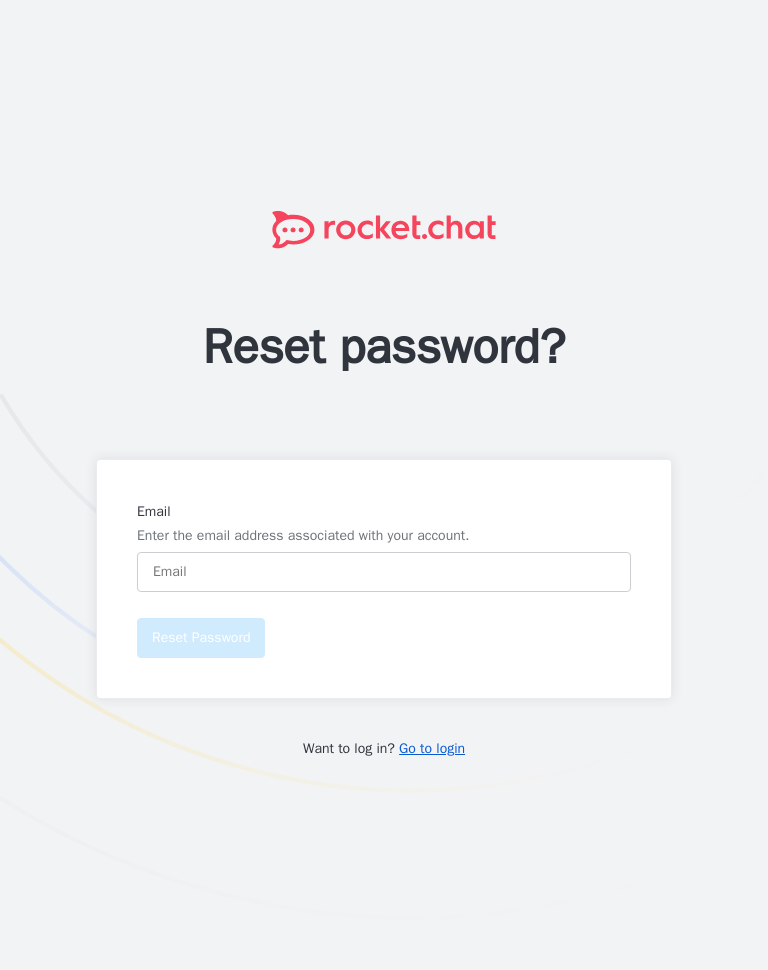 rocket.chat
Reset password?
Email
Enter the email address associated with your account.
Email
Reset Password
Want to log in? Go to login